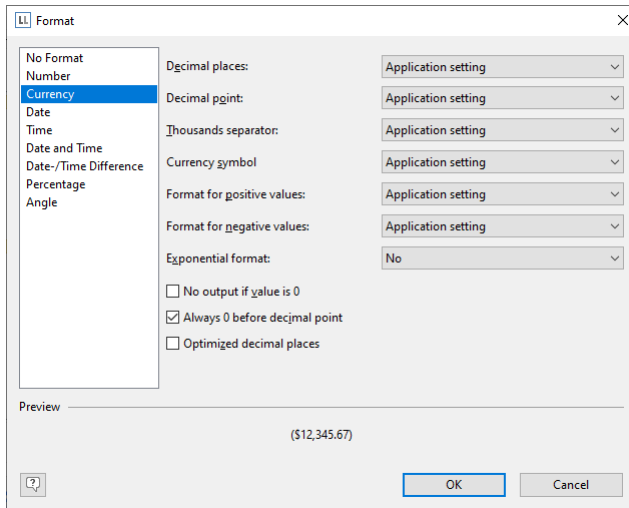 LL Format
No Format
Number
Currency
Date
Time
Date and Time
Date-/Time Difference
Percentage
Angle
Decimal places: Application setting
Decimal point: Application setting
Thousands separator: Application setting
Currency symbol Application setting
Format for positive values: Application setting
Format for negative values: Application setting
Exponential format: No
No output if value is 0
Always 0 before decimal point
Optimized decimal places
Preview
($12,345.67)
? OK Cancel